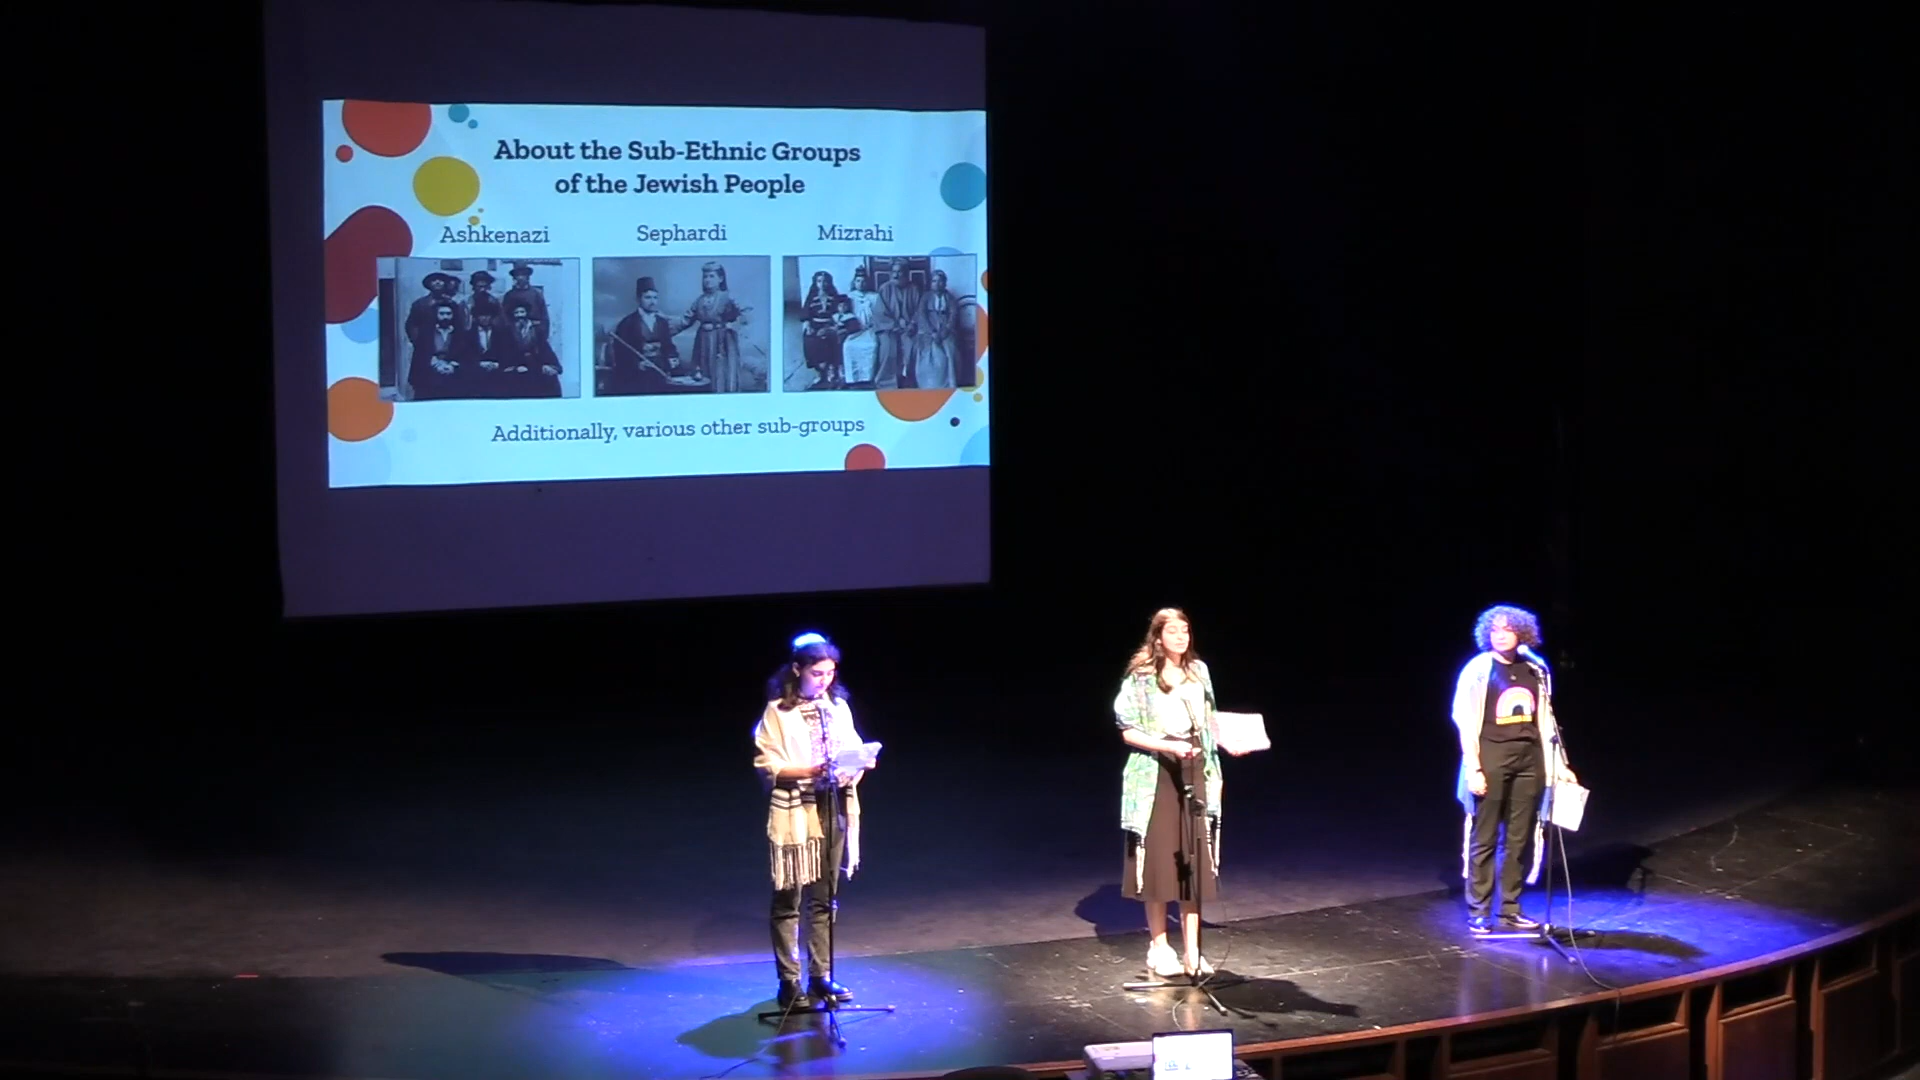 About the Sub-Ethnic Groups
of the Jewish People
Ashkenazi Sephardi Mizrahi
Additionally, various other sub-groups